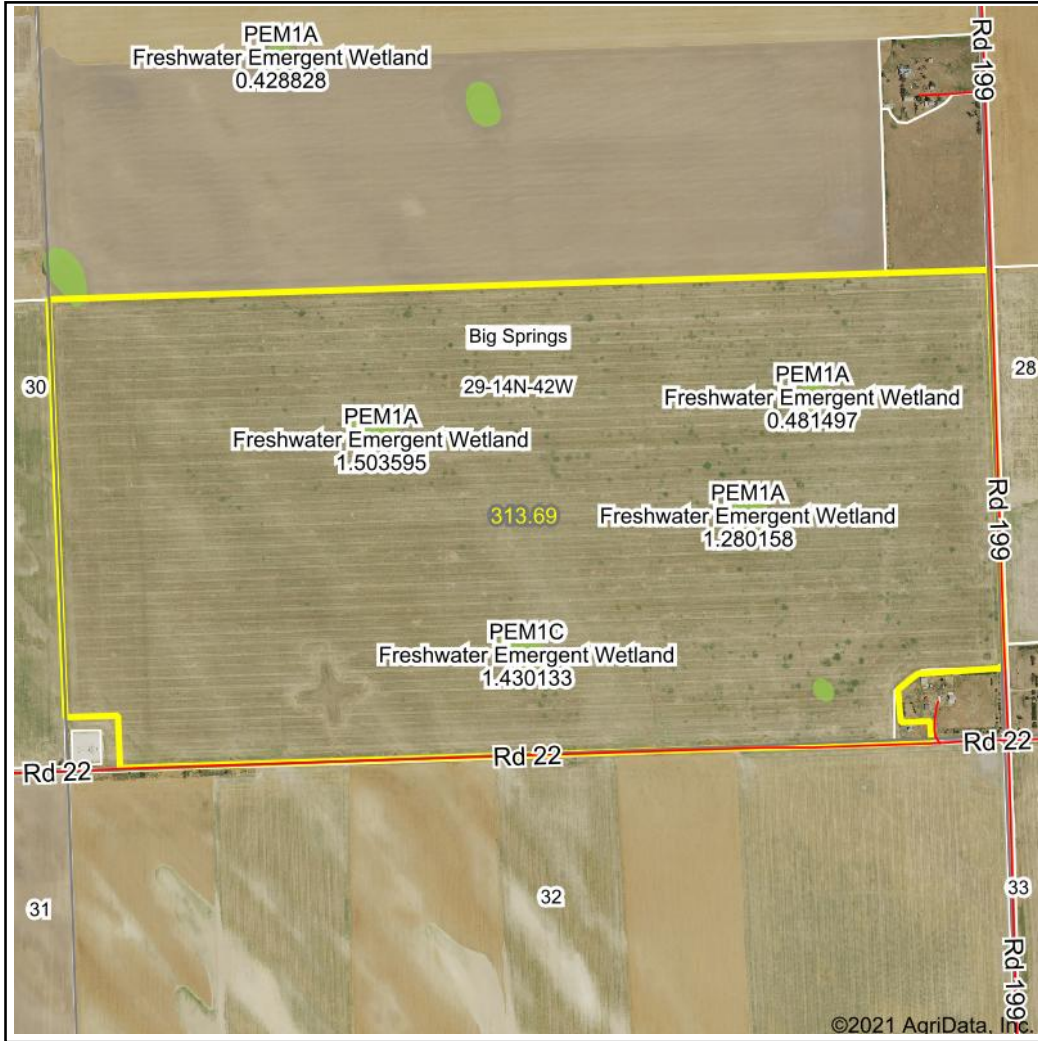 PEM1A
Freshwater Emergent Wetland
0.428828
Rd 199
Big Springs
29-14N-42W
30
28
PEM1A
Freshwater Emergent Wetland
0.481497
PEM1A
Freshwater Emergent Wetland
1.503595
PEM1A
Freshwater Emergent Wetland
1.280158
313.69
Rd 199
PEM1C
Freshwater Emergent Wetland
1.430133
Rd 22
Rd 22
Rd 22
31
32
33
Rd 199
©2021 AgriData, Inc.